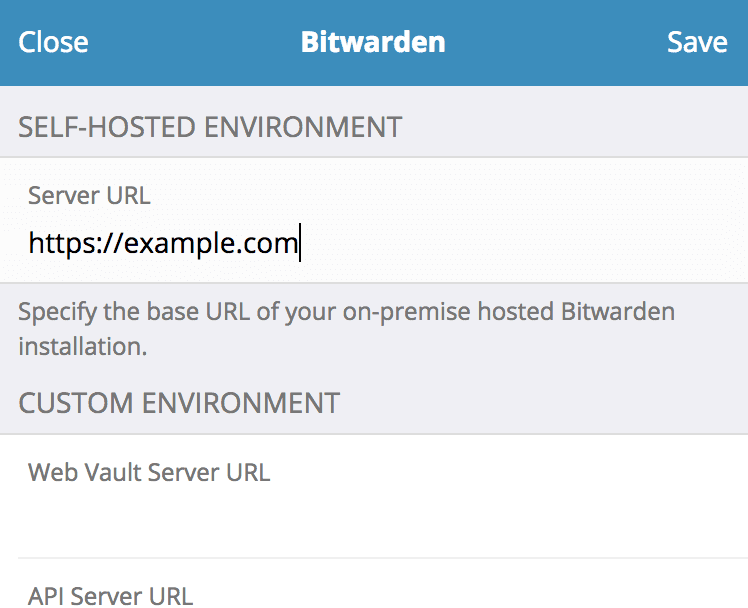 Close Bitwarden Save
SELF-HOSTED ENVIRONMENT
Server URL
https://example.com
Specify the base URL of your on-premise hosted Bitwarden
installation.
CUSTOM ENVIRONMENT
Web Vault Server URL
API Server URL